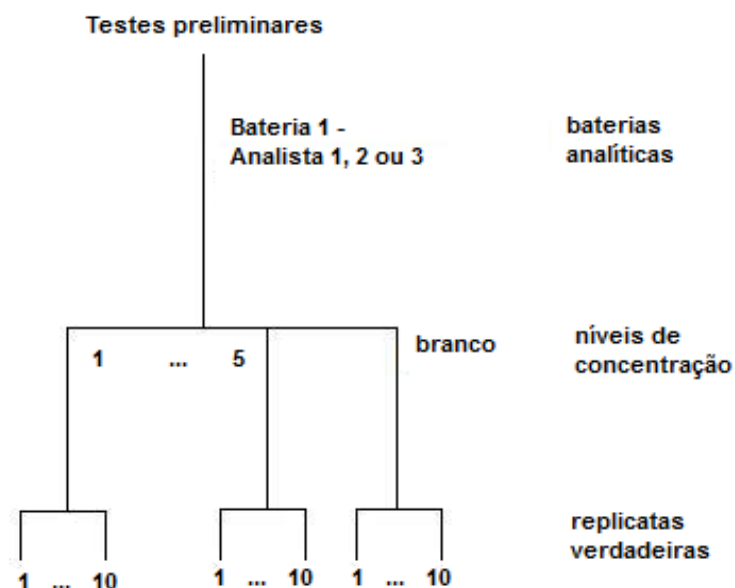 Testes preliminares
Bateria 1 -
Analista 1, 2 ou 3
baterias
analíticas
1 ... 5
branco
níveis de
concentração
1 ... 10 1 ... 10 1 ... 10
replicatas
verdadeiras